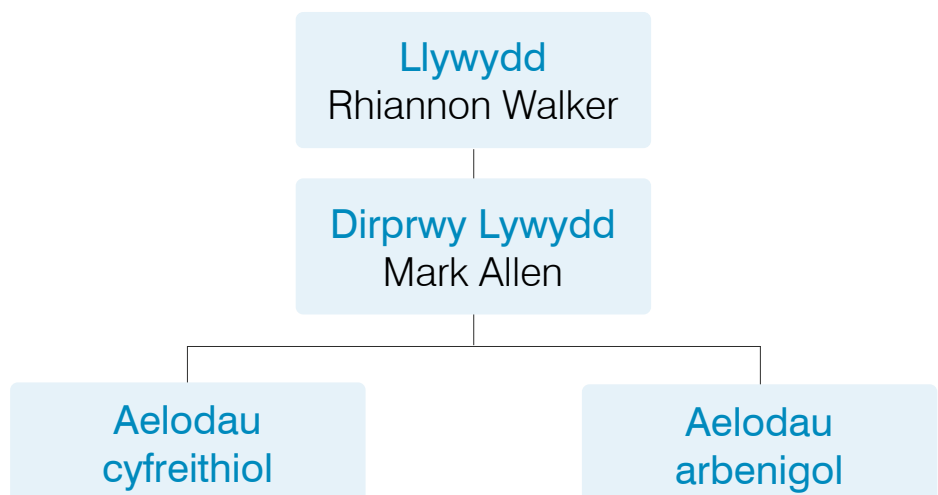 Llywydd
Rhiannon Walker
Dirprwy Lywydd
Mark Allen
Aelodau
cyfreithiol
Aelodau
arbenigol